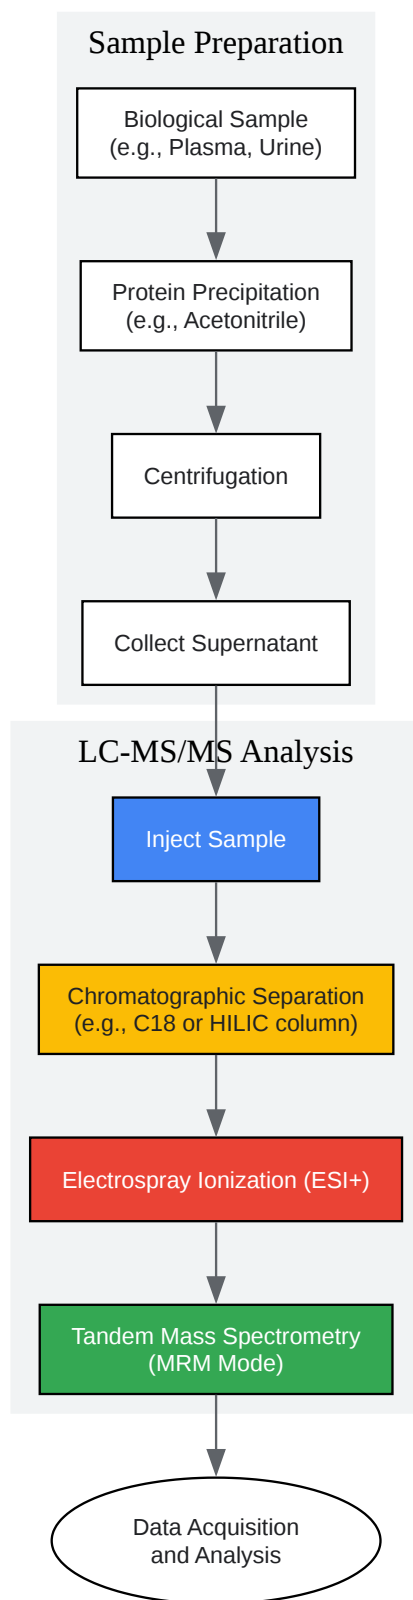 Sample Preparation
Biological Sample
(e.g., Plasma, Urine)
Protein Precipitation
(e.g., Acetonitrile)
Centrifugation
Collect Supernatant
LC-MS/MS Analysis
Inject Sample
Chromatographic Separation
(e.g., C18 or HILIC column)
Electrospray Ionization (ESI+)
Tandem Mass Spectrometry
(MRM Mode)
Data Acquisition
and Analysis